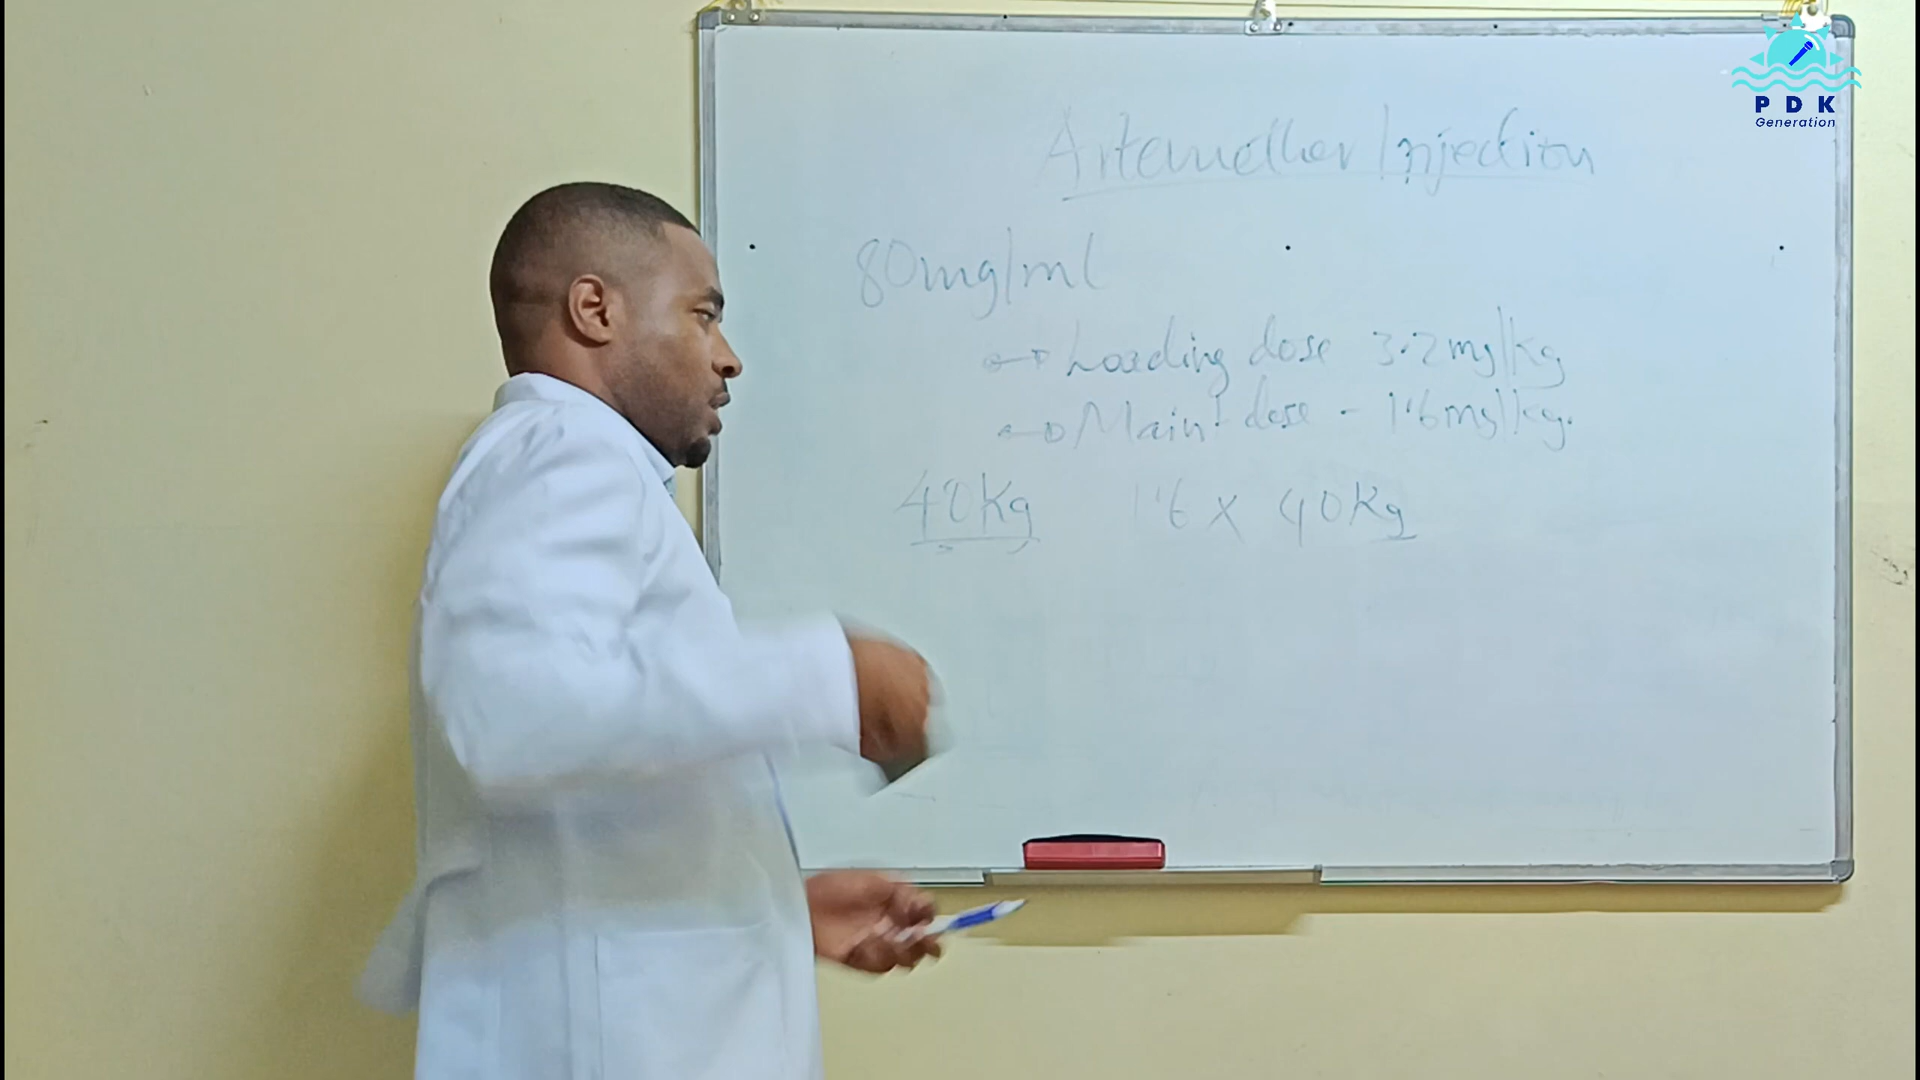 PDK
Generation
Artemether Injection
80mg/ml
Loading dose 3.2mg/kg
Maint dose - 1.6mg/kg.
40Kg 1.6 x 40Kg